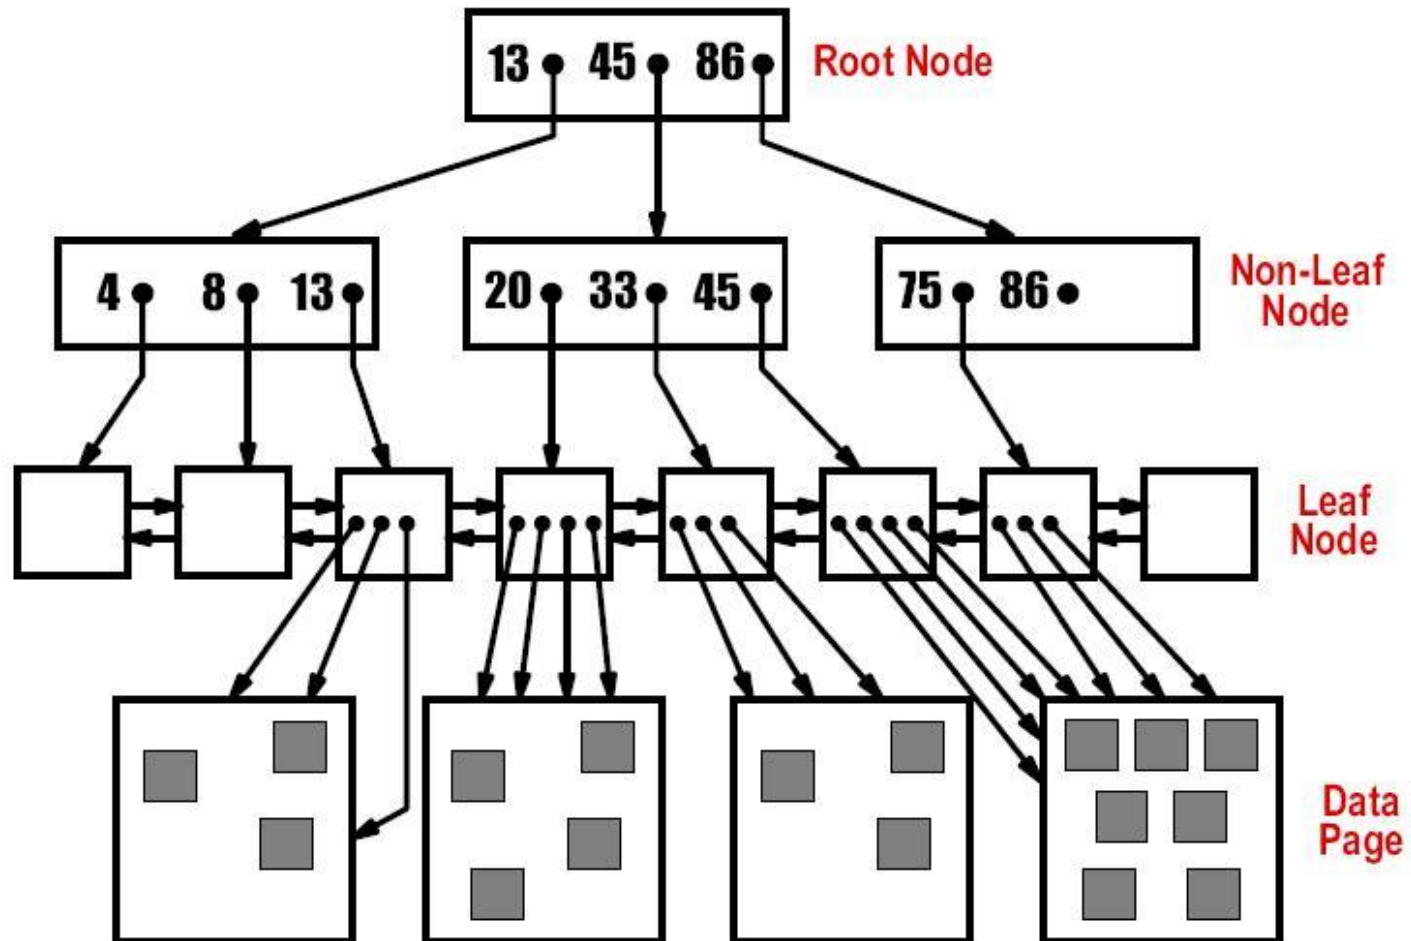 13 45 86 Root Node
4 8 13 20 33 45 75 86 Non-Leaf
Node
Leaf
Node
Data
Page